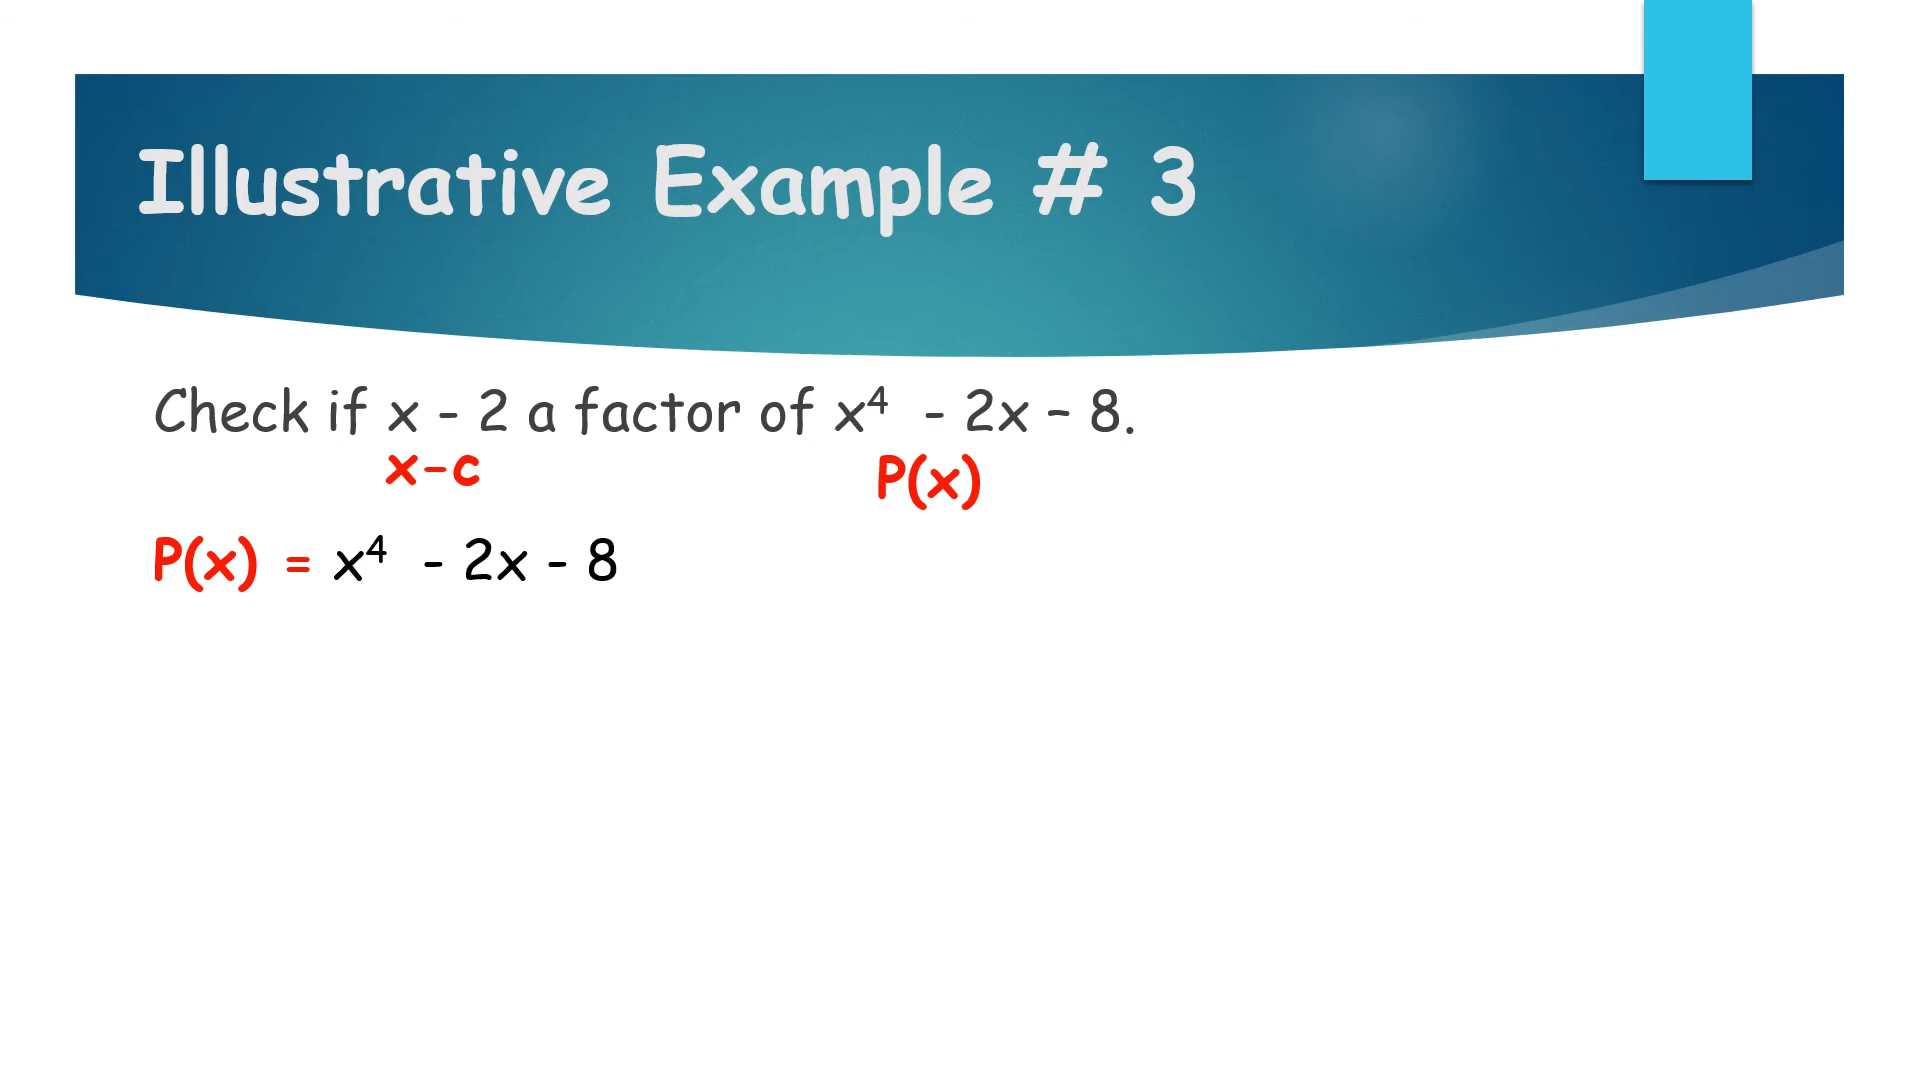 Illustrative Example # 3
Check if x - 2 a factor of x⁴ - 2x – 8.
x–c P(x)
P(x) = x⁴ - 2x - 8